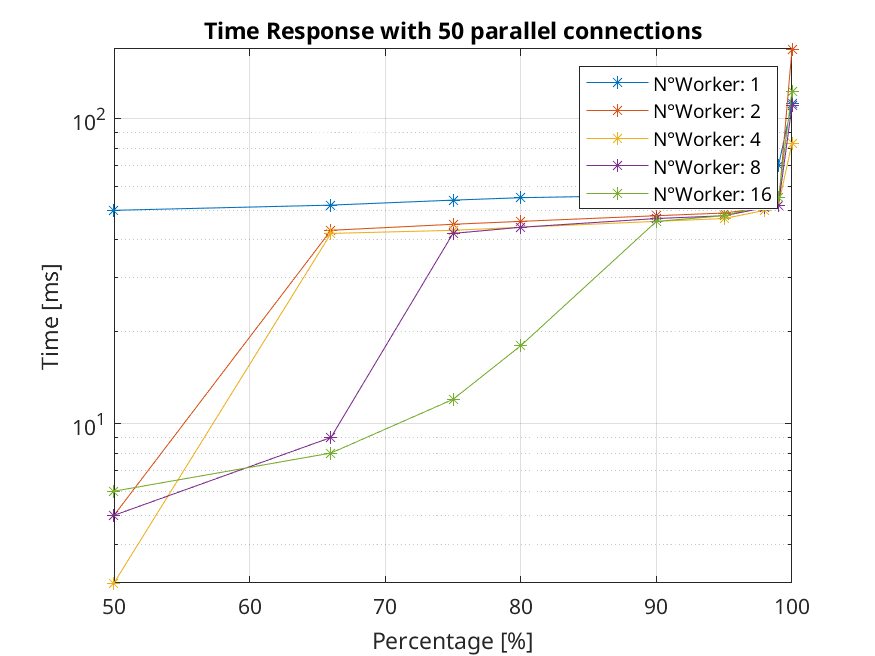 Time Response with 50 parallel connections
N°Worker: 1
N°Worker: 2
N°Worker: 4
N°Worker: 8
N°Worker: 16
10²
10¹
Time [ms]
50 60 70 80 90 100
Percentage [%]